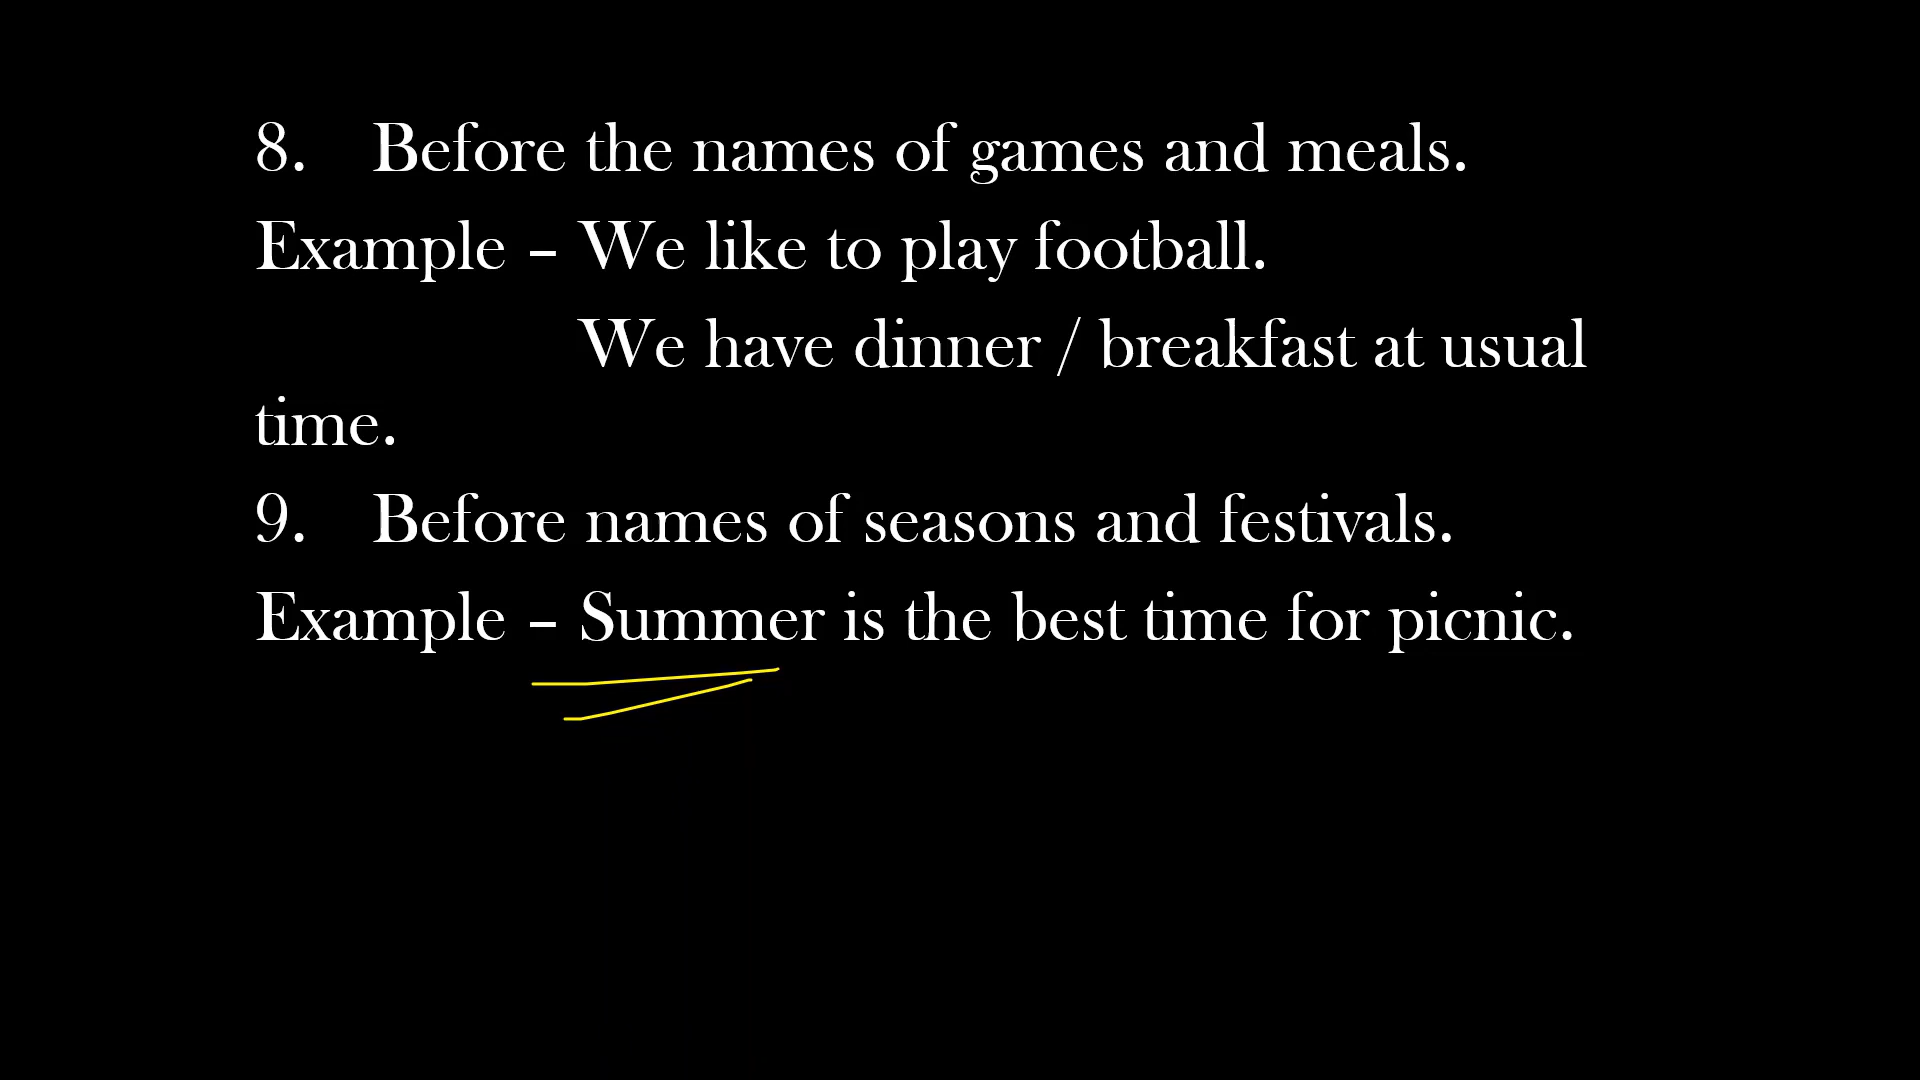 8. Before the names of games and meals.
Example – We like to play football.
We have dinner / breakfast at usual
time.
9. Before names of seasons and festivals.
Example – Summer is the best time for picnic.